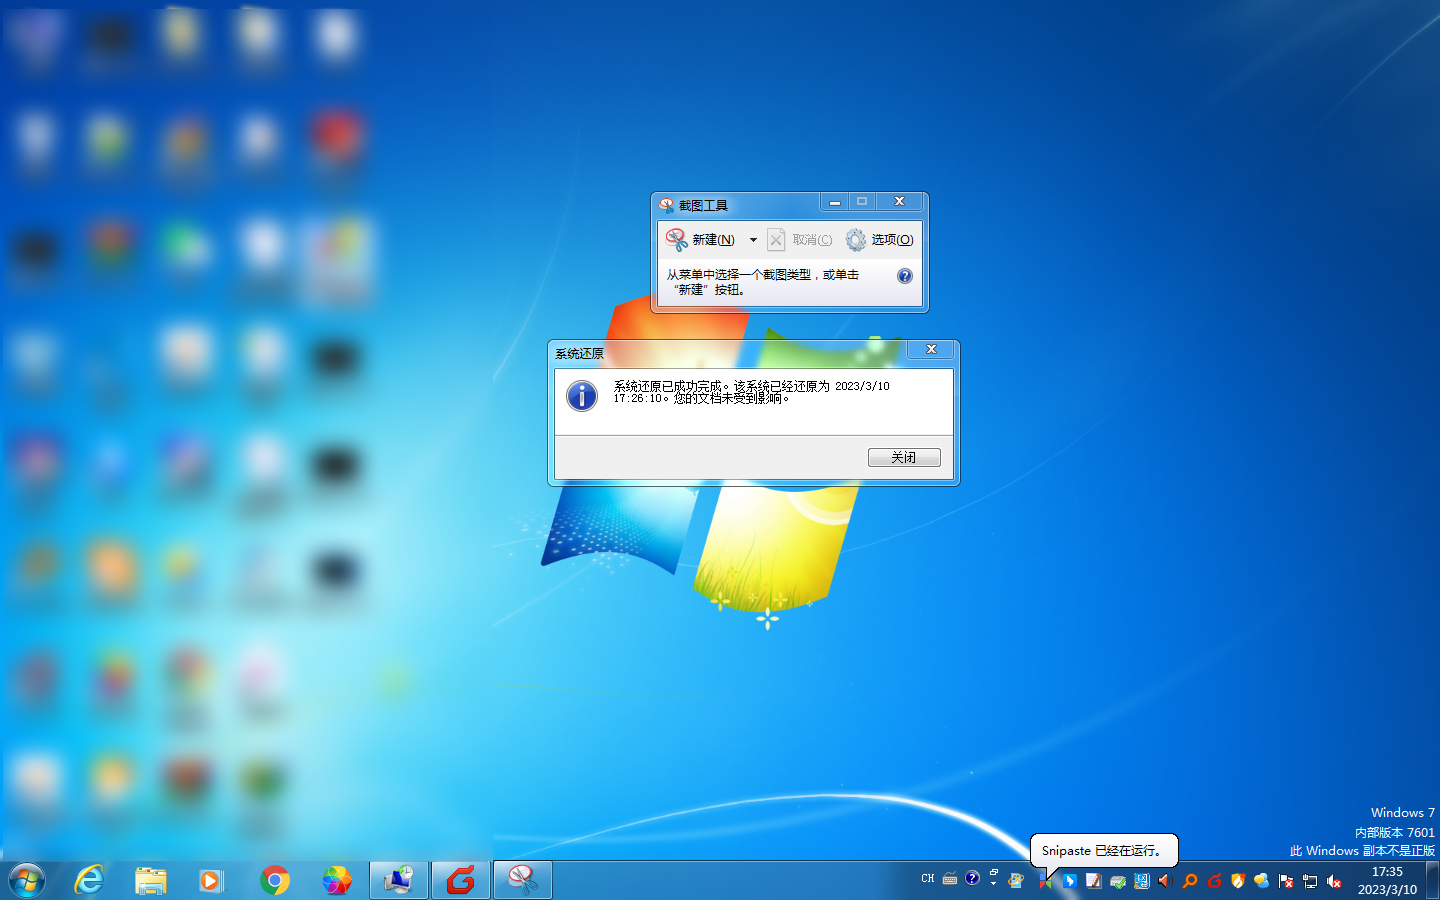 截图工具
新建(N)
取消(C)
选项(O)
从菜单中选择一个截图类型，或单击
“新建”按钮。
系统还原
系统还原已成功完成。该系统已经还原为 2023/3/10
17:26:10。您的文档未受到影响。
关闭
Windows 7
内部版本 7601
此 Windows 副本不是正版
Snipaste 已经在运行。
CH
17:35
2023/3/10